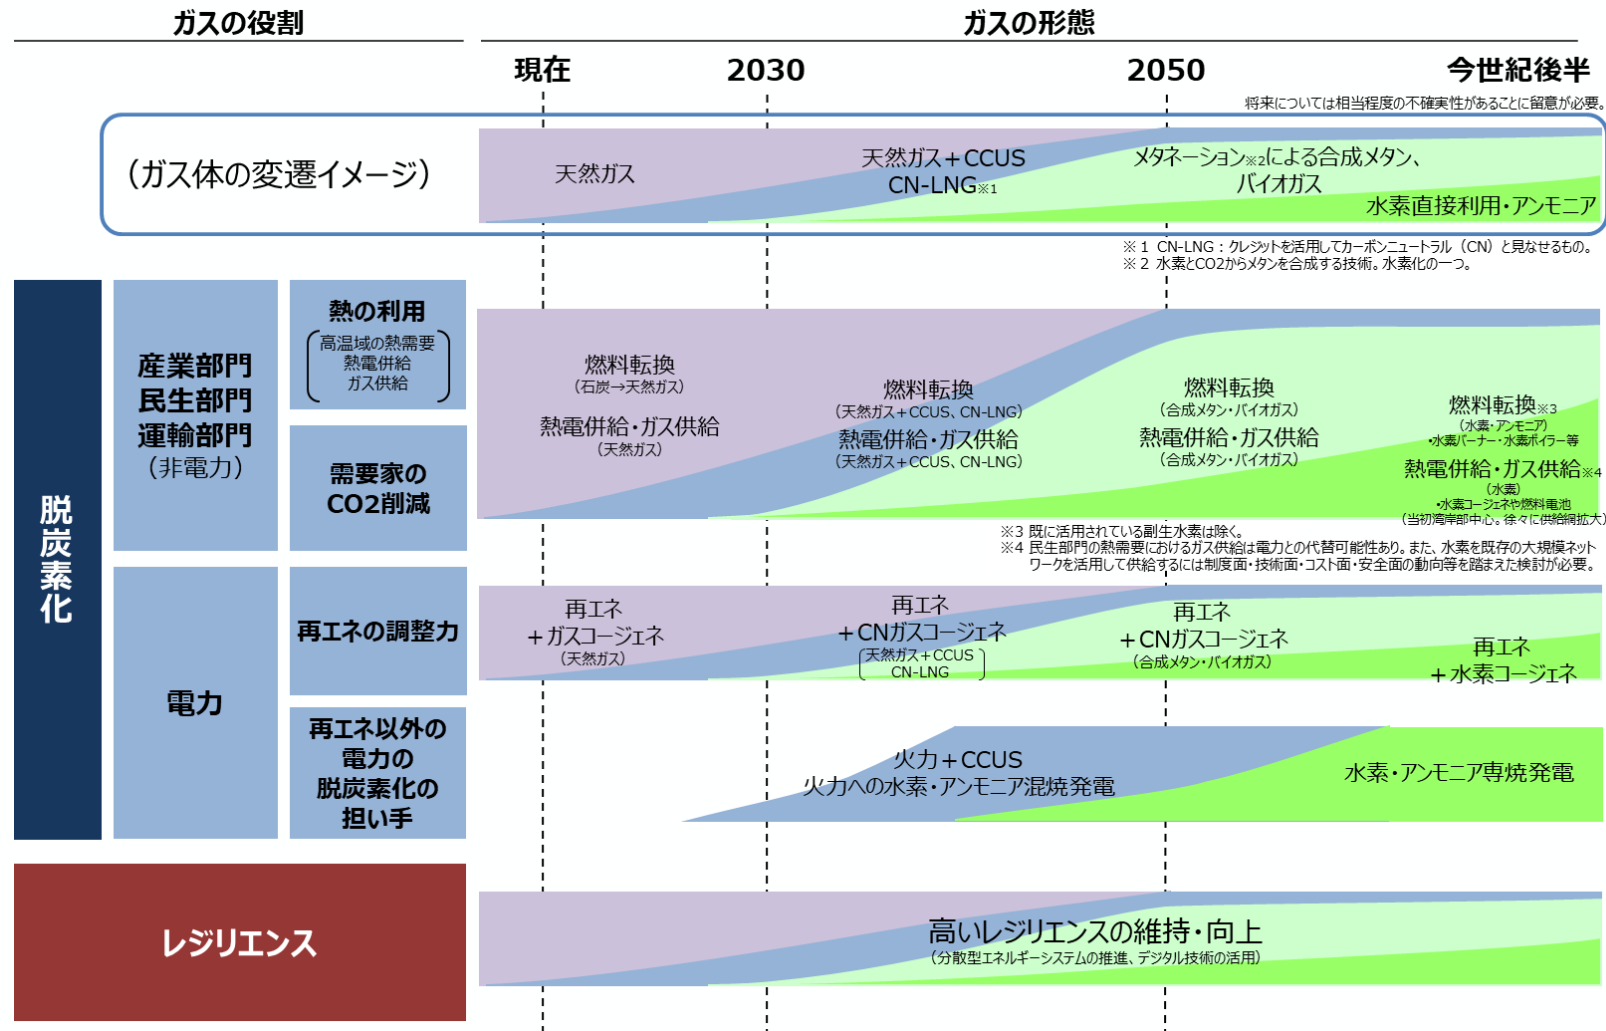 ガスの役割
ガスの形態
現在
2030
2050
今世紀後半
将来については相当程度の不確実性があることに留意が必要。
（ガス体の変遷イメージ）
天然ガス
天然ガス＋CCUS
CN-LNG※1
メタネーション※2による合成メタン、
バイオガス
水素直接利用・アンモニア
※１ CN-LNG：クレジットを活用してカーボンニュートラル（CN）と見なせるもの。
※２ 水素とCO2からメタンを合成する技術。水素化の一つ。
脱炭素化
産業部門
民生部門
運輸部門
（非電力）
熱の利用
高温域の熱需要
熱電併給
ガス供給
需要家の
CO2削減
燃料転換
（石炭→天然ガス）
熱電併給・ガス供給
（天然ガス）
燃料転換
（天然ガス＋CCUS、CN-LNG）
熱電併給・ガス供給
（天然ガス＋CCUS、CN-LNG）
燃料転換
（合成メタン・バイオガス）
熱電併給・ガス供給
（合成メタン・バイオガス）
燃料転換※3
（水素・アンモニア）
・水素バーナー・水素ボイラー等
熱電併給・ガス供給※4
（水素）
・水素コージェネや燃料電池
（当初湾岸部中心。徐々に供給網拡大）
※3 既に活用されている副生水素は除く。
※4 民生部門の熱需要におけるガス供給は電力との代替可能性あり。また、水素を既存の大規模ネット
ワークを活用して供給するには制度面・技術面・コスト面・安全面の動向等を踏まえた検討が必要。
電力
再エネの調整力
再エネ
＋ガスコージェネ
（天然ガス）
再エネ
＋CNガスコージェネ
天然ガス＋CCUS
CN-LNG
再エネ
＋CNガスコージェネ
（合成メタン・バイオガス）
再エネ
＋水素コージェネ
再エネ以外の
電力の
脱炭素化の
担い手
火力＋CCUS
火力への水素・アンモニア混焼発電
水素・アンモニア専焼発電
レジリエンス
高いレジリエンスの維持・向上
（分散型エネルギーシステムの推進、デジタル技術の活用）